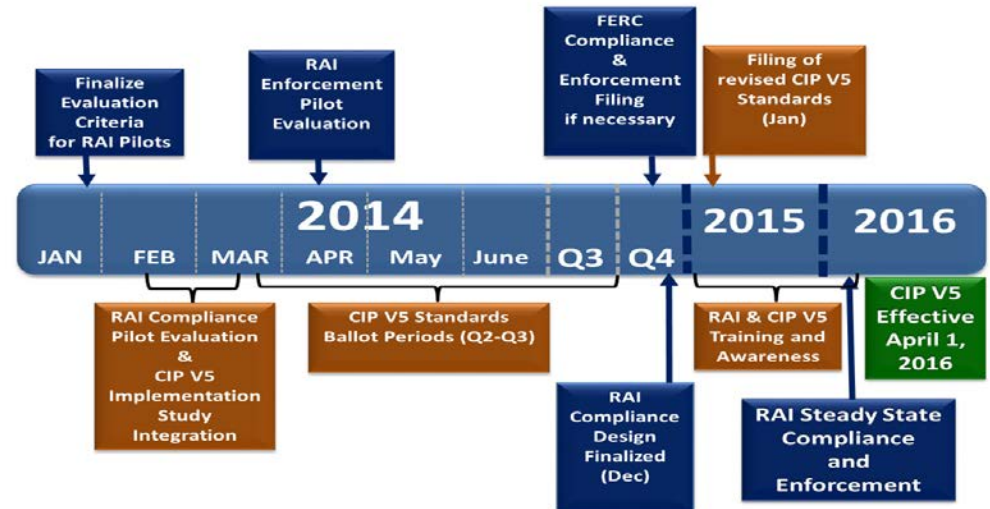 Finalize
Evaluation
Criteria
for RAI Pilots
RAI
Enforcement
Pilot
Evaluation
FERC
Compliance
&
Enforcement
Filing
if necessary
Filing of
revised CIP V5
Standards
(Jan)
2014
2015
2016
JAN
FEB
MAR
APR
May
June
Q3
Q4
RAI Compliance
Pilot Evaluation
&
CIP V5
Implementation
Study
Integration
CIP V5 Standards
Ballot Periods (Q2-Q3)
RAI
Compliance
Design
Finalized
(Dec)
RAI & CIP V5
Training and
Awareness
CIP V5
Effective
April 1,
2016
RAI Steady State
Compliance
and
Enforcement